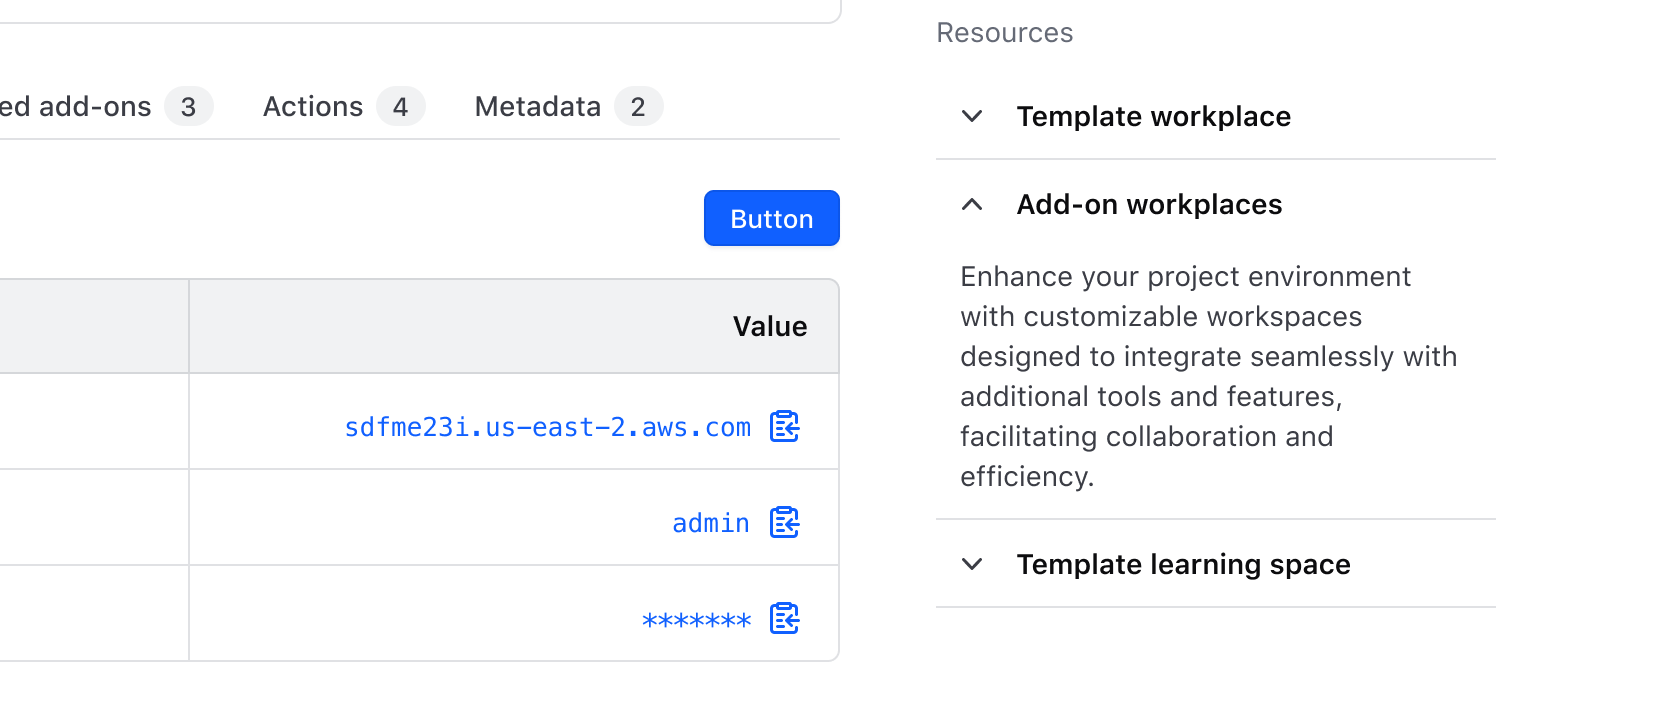 ed add-ons 3 Actions 4 Metadata 2
Button
Value
sdfme23i.us-east-2.aws.com
admin
*******
Resources
Template workplace
Add-on workplaces
Enhance your project environment
with customizable workspaces
designed to integrate seamlessly with
additional tools and features,
facilitating collaboration and
efficiency.
Template learning space